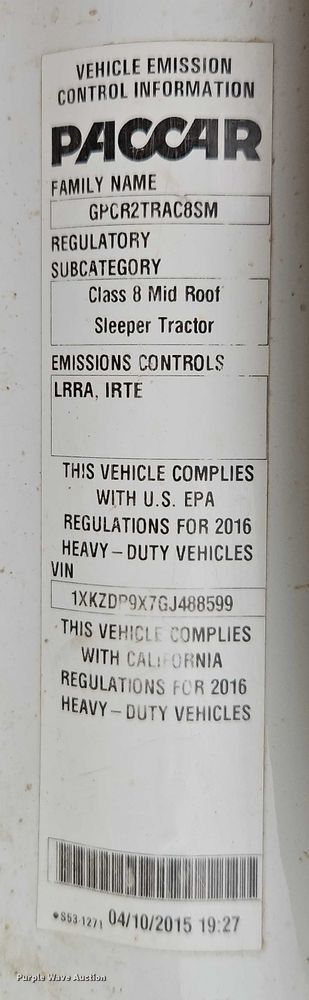 VEHICLE EMISSION
CONTROL INFORMATION
PACCAR
FAMILY NAME
GPCR2TRAC8SM
REGULATORY
SUBCATEGORY
Class 8 Mid Roof
Sleeper Tractor
EMISSIONS CONTROLS
LRRA, IRTE
THIS VEHICLE COMPLIES
WITH U.S. EPA
REGULATIONS FOR 2016
HEAVY-DUTY VEHICLES
VIN
1XKZDP9X7GJ488599
THIS VEHICLE COMPLIES
WITH CALIFORNIA
REGULATIONS FOR 2016
HEAVY-DUTY VEHICLES
S53-1271 04/10/2015 19:27
Purple Wave Auction